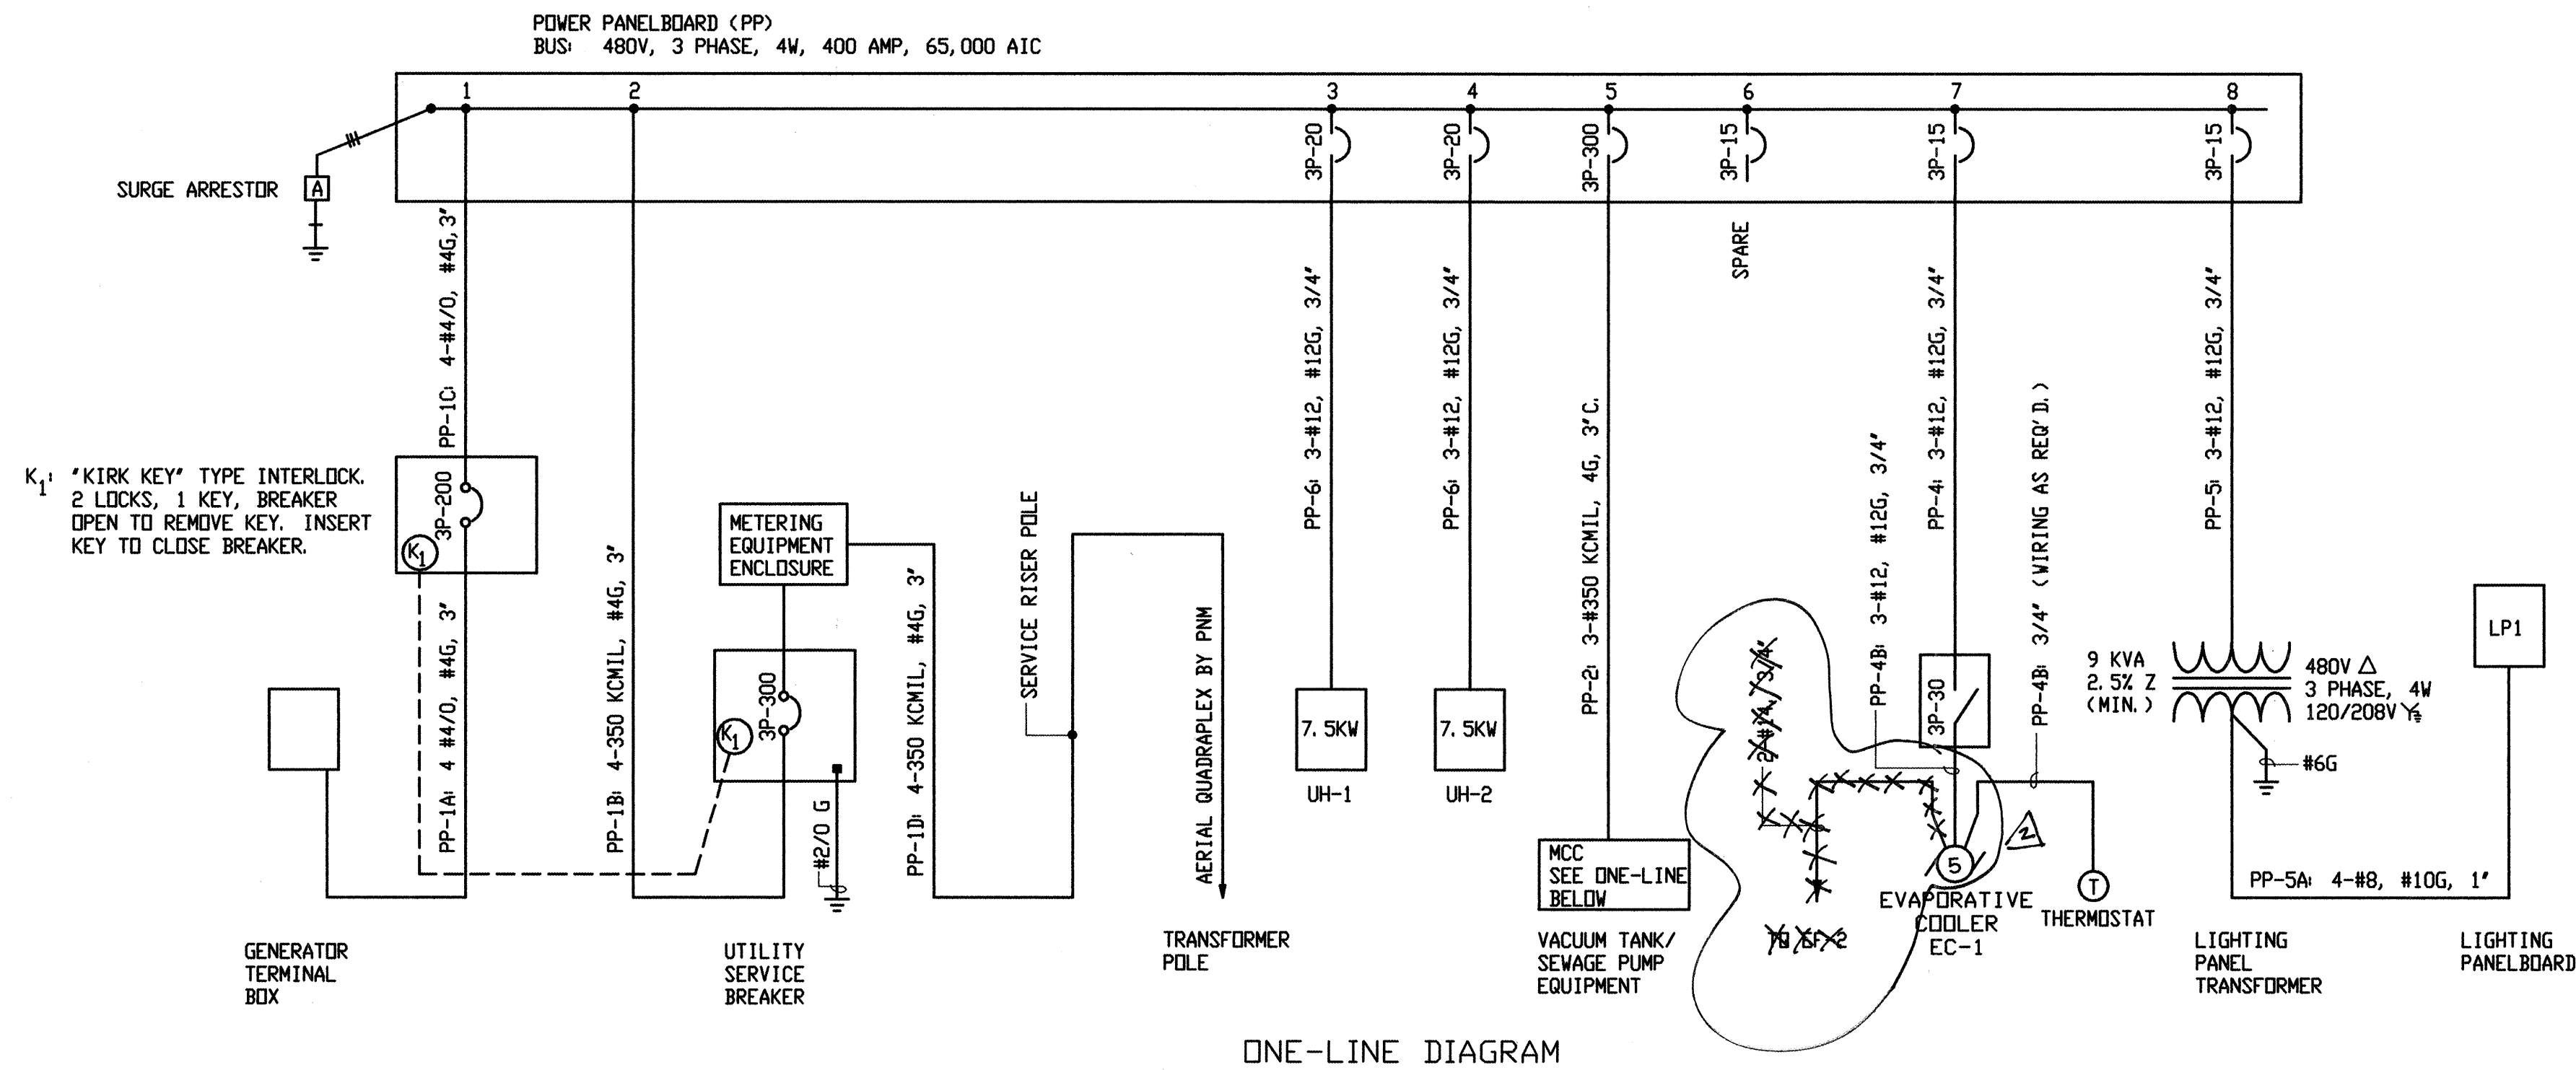 POWER PANELBOARD (PP)
BUS: 480V, 3 PHASE, 4W, 400 AMP, 65,000 AIC
1
2
3
4
5
6
7
8
3P-20
3P-20
3P-300
3P-15
3P-15
3P-15
SURGE ARRESTOR
A
SPARE
PP-1C: 4-#4/0, #4G, 3"
PP-6: 3-#12, #12G, 3/4"
PP-6: 3-#12, #12G, 3/4"
PP-2: 3-#350 KCMIL, 4G, 3"C.
PP-4B: 3-#12, #12G, 3/4"
PP-4: 3-#12, #12G, 3/4"
PP-4B: 3/4" (WIRING AS REQ'D.)
PP-5: 3-#12, #12G, 3/4"
K1: "KIRK KEY" TYPE INTERLOCK.
2 LOCKS, 1 KEY, BREAKER
OPEN TO REMOVE KEY. INSERT
KEY TO CLOSE BREAKER.
3P-200
K1
METERING
EQUIPMENT
ENCLOSURE
SERVICE RISER POLE
PP-1A: 4 #4/0, #4G, 3"
PP-1B: 4-350 KCMIL, #4G, 3"
3P-300
K1
#2/0 G
PP-1D: 4-350 KCMIL, #4G, 3"
AERIAL QUADRAPLEX BY PNM
7.5KW
UH-1
7.5KW
UH-2
2-#14, 3/4"
3P-30
9 KVA
2.5% Z
(MIN.)
480V Δ
3 PHASE, 4W
120/208V
#6G
LP1
MCC
SEE ONE-LINE
BELOW
5
2
T
PP-5A: 4-#8, #10G, 1"
EVAPORATIVE
COOLER
EC-1
THERMOSTAT
GENERATOR
TERMINAL
BOX
UTILITY
SERVICE
BREAKER
TRANSFORMER
POLE
VACUUM TANK/
SEWAGE PUMP
EQUIPMENT
TO EF-2
LIGHTING
PANEL
TRANSFORMER
LIGHTING
PANELBOARD
ONE-LINE DIAGRAM